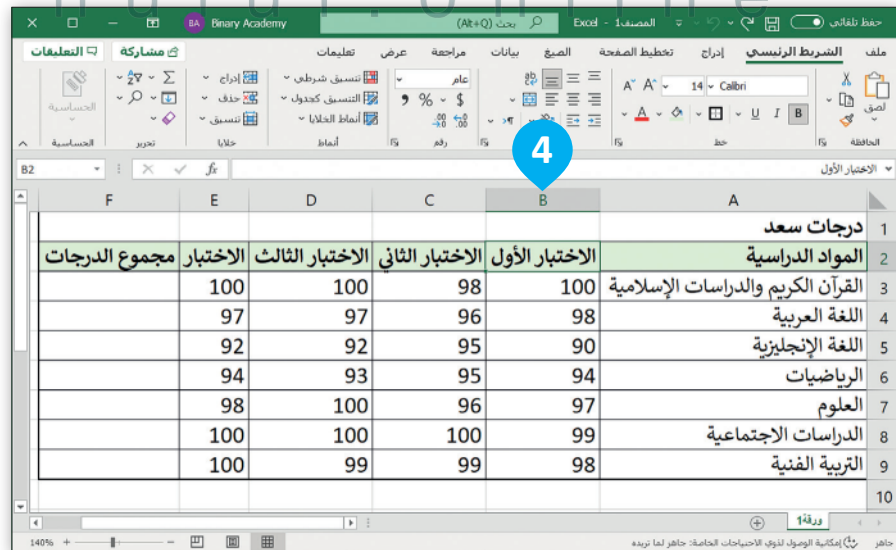 حفظ تلقائي المصنف1 - Excel بحث (Alt+Q) Binary Academy BA
ملف الشريط الرئيسي إدراج تخطيط الصفحة الصيغ بيانات مراجعة عرض تعليمات مشاركة التعليقات
لصق Calibri 14 عام تنسيق شرطي إدراج
B I U $ % التنسيق كجدول حذف الحساسية
أنماط الخلايا تنسيق
الحافظة خط رقم أنماط خلايا تحرير الحساسية
4
B2 fx الاختبار الأول
A B C D E F
1 درجات سعد
2 المواد الدراسية الاختبار الأول الاختبار الثاني الاختبار الثالث الاختبار مجموع الدرجات
3 القرآن الكريم والدراسات الإسلامية 100 98 100 100
4 اللغة العربية 98 96 97 97
5 اللغة الإنجليزية 90 95 92 92
6 الرياضيات 94 95 93 94
7 العلوم 97 96 100 98
8 الدراسات الاجتماعية 99 100 100 100
9 التربية الفنية 98 99 99 100
10
ورقة1
جاهز إمكانية الوصول لذوي الاحتياجات الخاصة: جاهز لما تريده 140%